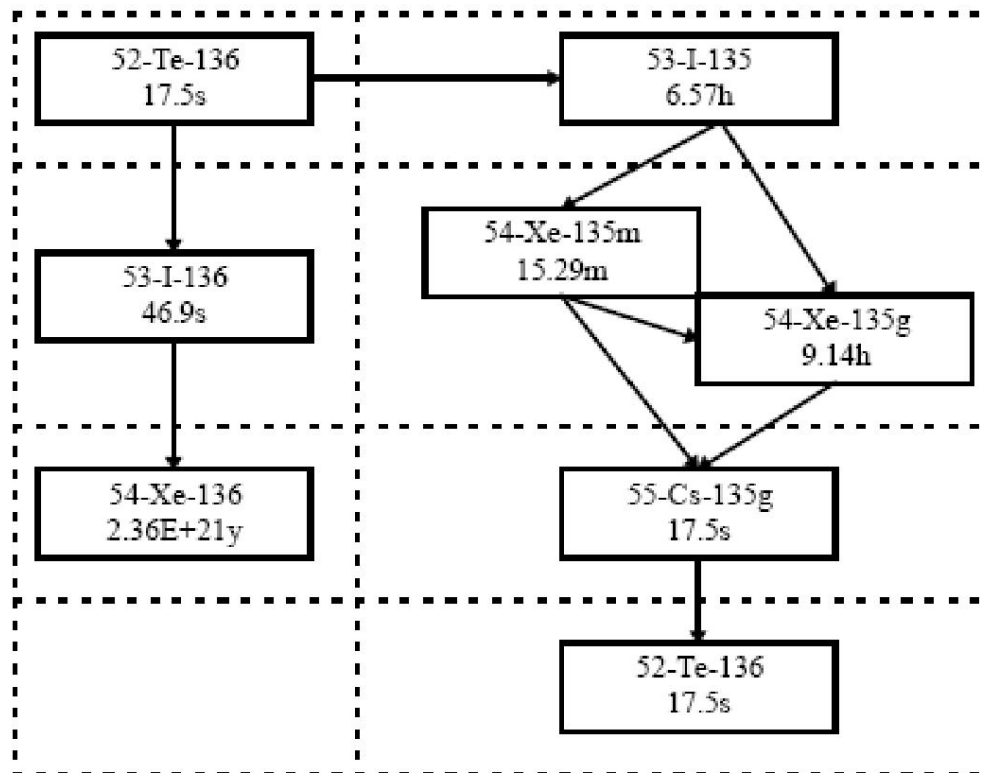 52-Te-136
17.5s
53-I-135
6.57h
54-Xe-135m
15.29m
53-I-136
46.9s
54-Xe-135g
9.14h
54-Xe-136
2.36E+21y
55-Cs-135g
17.5s
52-Te-136
17.5s